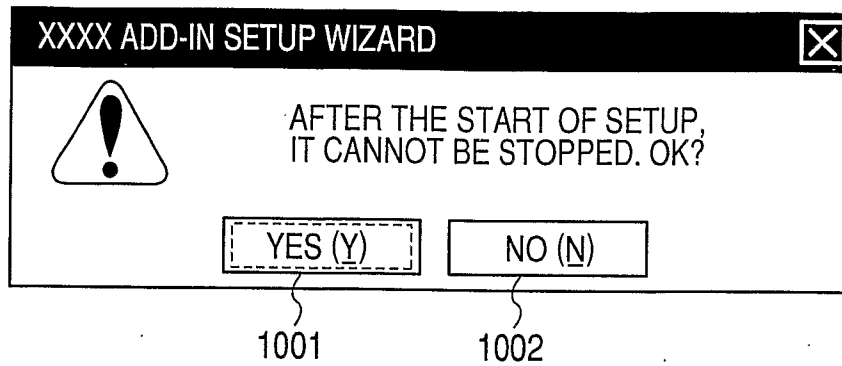 XXXX ADD-IN SETUP WIZARD
AFTER THE START OF SETUP,
IT CANNOT BE STOPPED. OK?
YES (Y) NO (N)
1001 1002